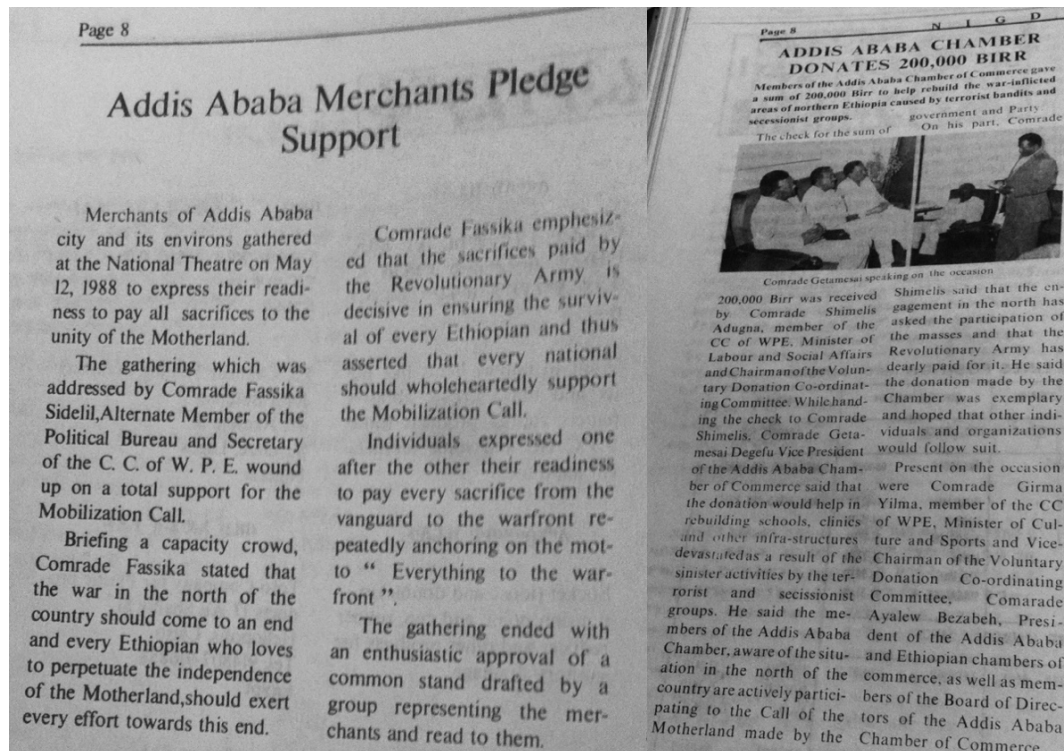 Page 8
Addis Ababa Merchants Pledge
Support
Merchants of Addis Ababa
city and its environs gathered
at the National Theatre on May
12, 1988 to express their readi-
ness to pay all sacrifices to the
unity of the Motherland.
The gathering which was
addressed by Comrade Fassika
Sidelil,Alternate Member of the
Political Bureau and Secretary
of the C. C. of W. P. E. wound
up on a total support for the
Mobilization Call.
Briefing a capacity crowd,
Comrade Fassika stated that
the war in the north of the
country should come to an end
and every Ethiopian who loves
to perpetuate the independence
of the Motherland,should exert
every effort towards this end.
Comrade Fassika emphesiz-
ed that the sacrifices paid by
the Revolutionary Army is
decisive in ensuring the surviv-
al of every Ethiopian and thus
asserted that every national
should wholeheartedly support
the Mobilization Call.
Individuals expressed one
after the other their readiness
to pay every sacrifice from the
vanguard to the warfront re-
peatedly anchoring on the mot-
to “ Everything to the war-
front ”.
The gathering ended with
an enthusiastic approval of a
common stand drafted by a
group representing the mer-
chants and read to them.
Page 8
N I G D
ADDIS ABABA CHAMBER
DONATES 200,000 BIRR
Members of the Addis Ababa Chamber of Commerce gave
a sum of 200,000 Birr to help rebuild the war-inflicted
areas of northern Ethiopia caused by terrorist bandits and
secessionist groups.
The check for the sum of
government and Party
On his part, Comrade
Comrade Getamesai speaking on the occasion
200,000 Birr was received
by Comrade Shimelis
Adugna, member of the
CC of WPE, Minister of
Labour and Social Affairs
and Chairman of the Volun-
tary Donation Co-ordinat-
ing Committee. While hand-
ing the check to Comrade
Shimelis, Comrade Geta-
mesai Degefu Vice President
of the Addis Ababa Cham-
ber of Commerce said that
the donation would help in
rebuilding schools, clinics
and other infra-structures
devastated as a result of the
sinister activities by the ter-
rorist and secissionist
groups. He said the me-
mbers of the Addis Ababa
Chamber, aware of the situ-
ation in the north of the
country are actively partici-
pating to the Call of the
Motherland made by the
Shimelis said that the en-
gagement in the north has
asked the participation of
the masses and that the
Revolutionary Army has
dearly paid for it. He said
the donation made by the
Chamber was exemplary
and hoped that other indi-
viduals and organizations
would follow suit.
Present on the occasion
were Comrade Girma
Yilma, member of the CC
of WPE, Minister of Cul-
ture and Sports and Vice-
Chairman of the Voluntary
Donation Co-ordinating
Committee, Comarade
Ayalew Bezabeh, Presi-
dent of the Addis Ababa
and Ethiopian chambers of
commerce, as well as mem-
bers of the Board of Direc-
tors of the Addis Ababa
Chamber of Commerce